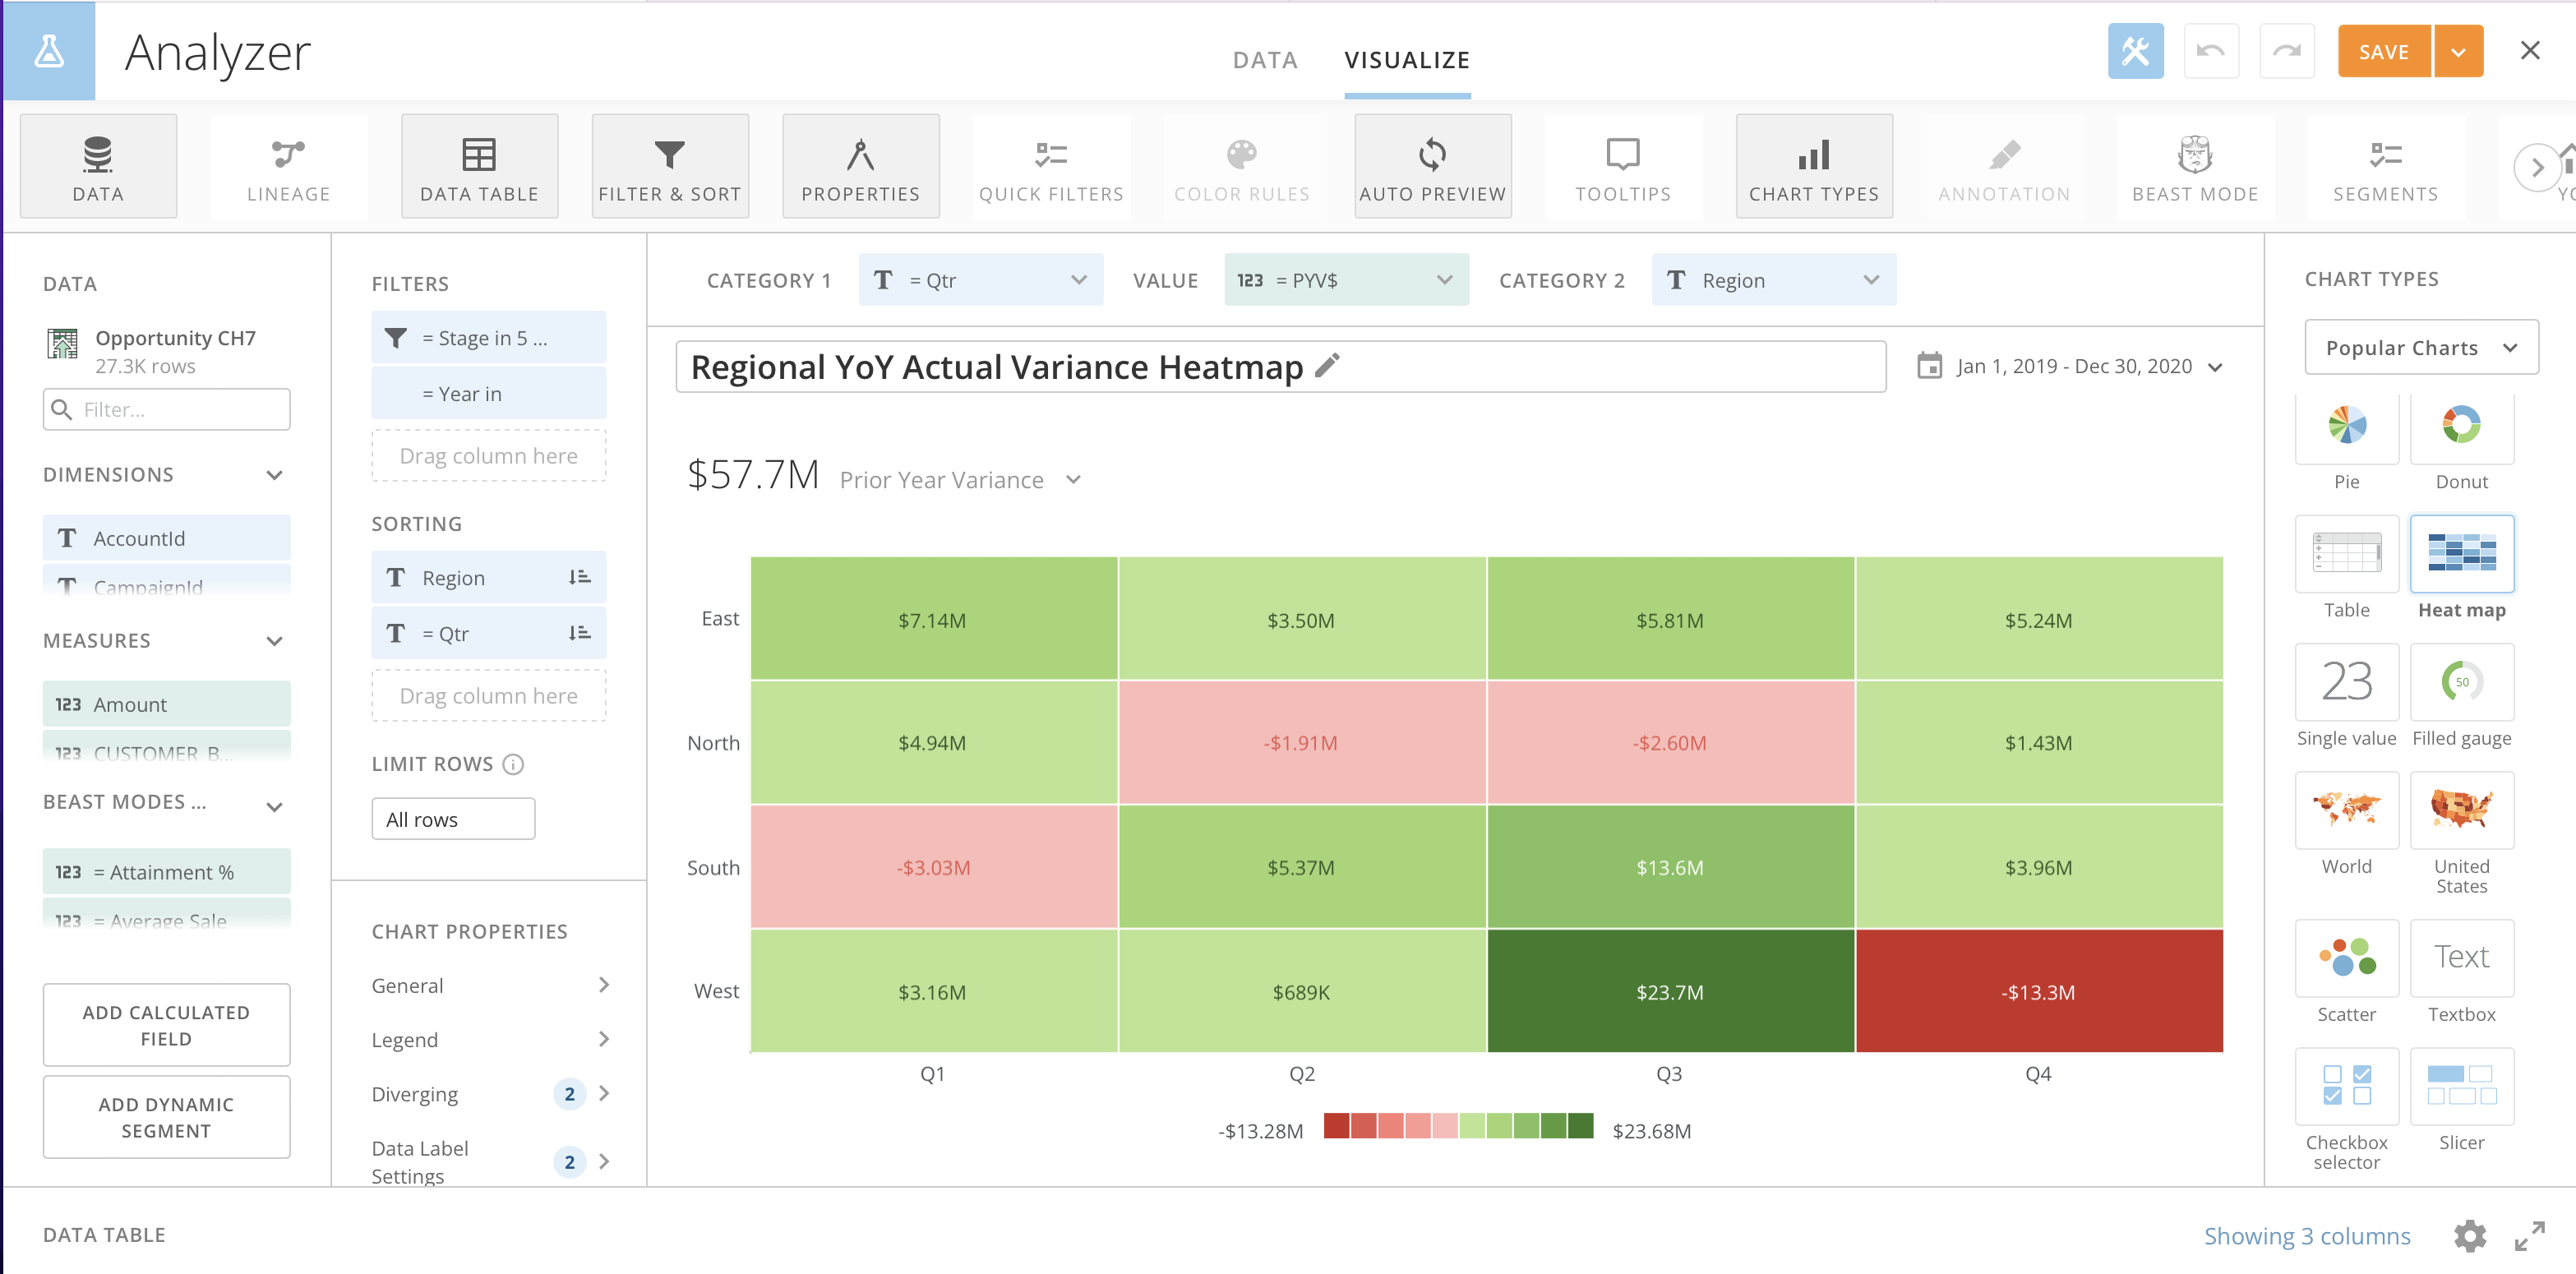 Analyzer
DATA
VISUALIZE
SAVE
DATA
LINEAGE
DATA TABLE
FILTER & SORT
PROPERTIES
QUICK FILTERS
COLOR RULES
AUTO PREVIEW
TOOLTIPS
CHART TYPES
ANNOTATION
BEAST MODE
SEGMENTS
DATA
Opportunity CH7
27.3K rows
Filter...
DIMENSIONS
T AccountId
T CampaignId
MEASURES
123 Amount
123 CUSTOMER_B...
BEAST MODES ...
123 = Attainment %
123 = Average Sale
ADD CALCULATED
FIELD
ADD DYNAMIC
SEGMENT
FILTERS
= Stage in 5 ...
= Year in
Drag column here
SORTING
T Region
T = Qtr
Drag column here
LIMIT ROWS
All rows
CHART PROPERTIES
General
Legend
Diverging 2
Data Label
Settings 2
CATEGORY 1 T = Qtr
VALUE 123 = PYV$
CATEGORY 2 T Region
Regional YoY Actual Variance Heatmap
Jan 1, 2019 - Dec 30, 2020
$57.7M Prior Year Variance
East $7.14M $3.50M $5.81M $5.24M
North $4.94M -$1.91M -$2.60M $1.43M
South -$3.03M $5.37M $13.6M $3.96M
West $3.16M $689K $23.7M -$13.3M
Q1 Q2 Q3 Q4
-$13.28M $23.68M
CHART TYPES
Popular Charts
Pie
Donut
Table
Heat map
23
50
Single value
Filled gauge
World
United
States
Text
Scatter
Textbox
Checkbox
selector
Slicer
DATA TABLE
Showing 3 columns